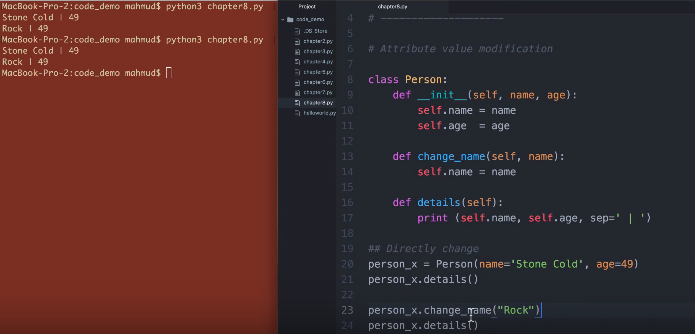 MacBook-Pro-2:code_demo mahmud$ python3 chapter8.py
Stone Cold | 49
Rock | 49
MacBook-Pro-2:code_demo mahmud$ python3 chapter8.py
Stone Cold | 49
Rock | 49
MacBook-Pro-2:code_demo mahmud$
Project
code_demo
.DS_Store
chapter2.py
chapter3.py
chapter4.py
chapter5.py
chapter6.py
chapter7.py
chapter8.py
helloworld.py
chapter8.py
4 # --------------------
5
6 # Attribute value modification
7
8 class Person:
9 def __init__(self, name, age):
10 self.name = name
11 self.age = age
12
13 def change_name(self, name):
14 self.name = name
15
16 def details(self):
17 print (self.name, self.age, sep=' | ')
18
19 ## Directly change
20 person_x = Person(name='Stone Cold', age=49)
21 person_x.details()
22
23 person_x.change_name("Rock")
24 person_x.details()